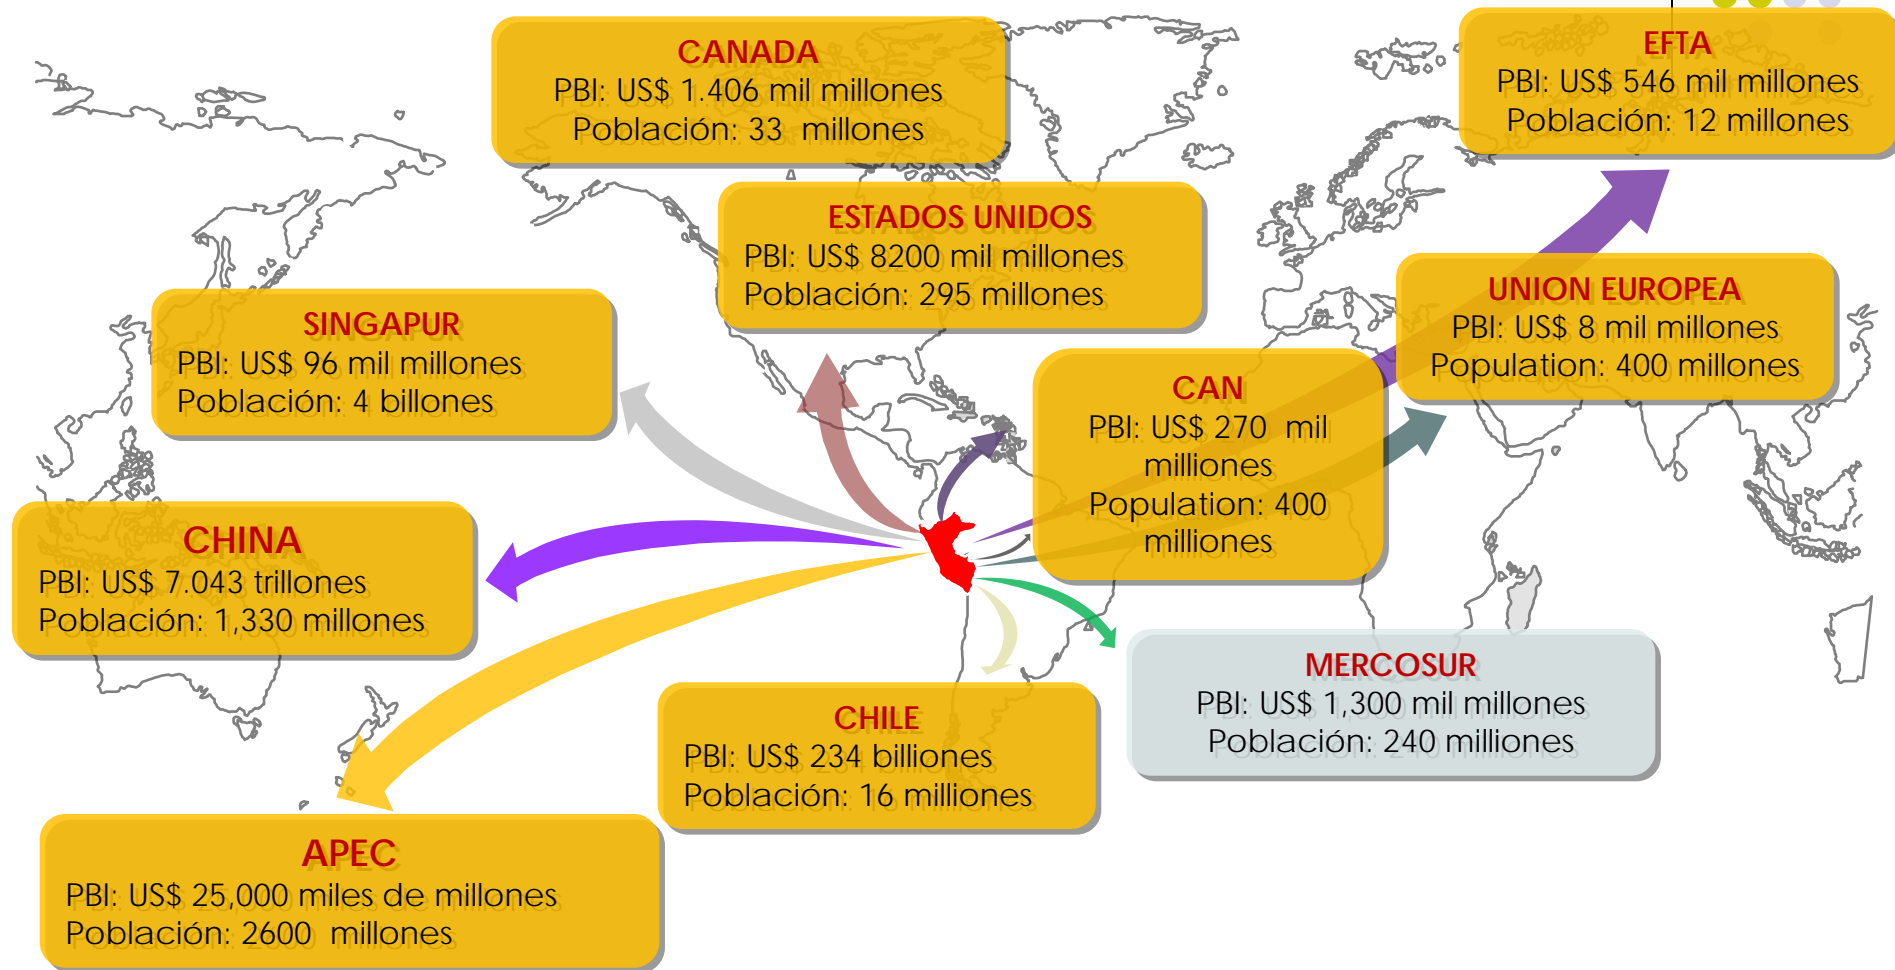 CANADA
PBI: US$ 1.406 mil millones
Población: 33 millones
EFTA
PBI: US$ 546 mil millones
Población: 12 millones
ESTADOS UNIDOS
PBI: US$ 8200 mil millones
Población: 295 millones
UNION EUROPEA
PBI: US$ 8 mil millones
Population: 400 millones
SINGAPUR
PBI: US$ 96 mil millones
Población: 4 billones
CAN
PBI: US$ 270 mil
milliones
Population: 400
milliones
CHINA
PBI: US$ 7.043 trillones
Población: 1,330 millones
MERCOSUR
PBI: US$ 1,300 mil millones
Población: 240 milliones
CHILE
PBI: US$ 234 billiones
Población: 16 milliones
APEC
PBI: US$ 25,000 miles de millones
Población: 2600 millones